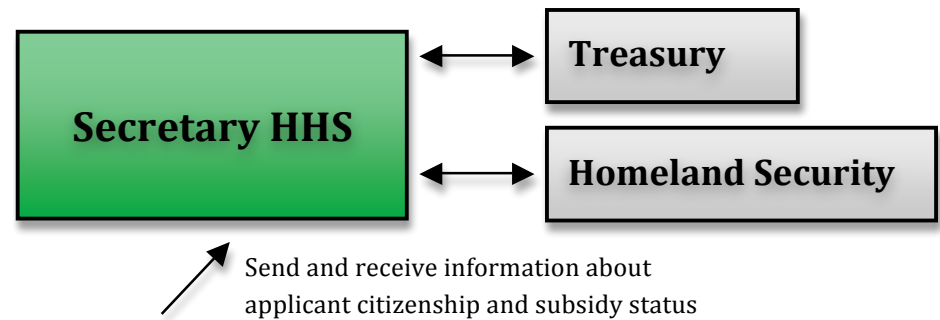 Secretary HHS
Treasury
Homeland Security
Send and receive information about
applicant citizenship and subsidy status